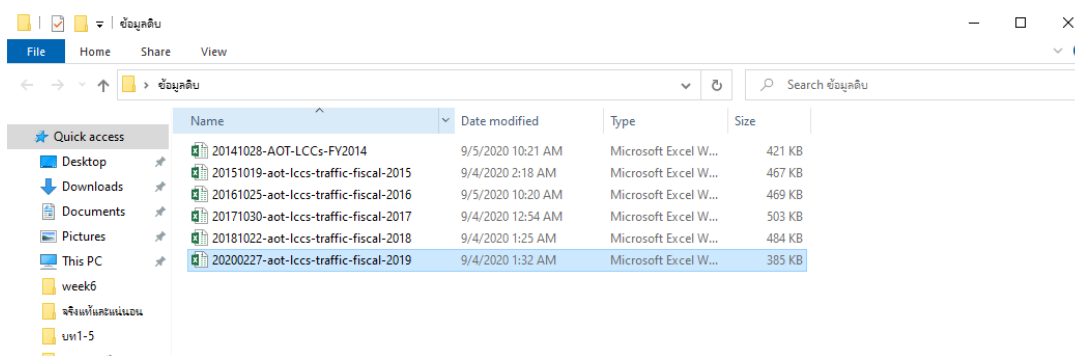 ข้อมูลดิบ
File Home Share View
ข้อมูลดิบ Search ข้อมูลดิบ
Name Date modified Type Size
Quick access
Desktop
Downloads
Documents
Pictures
This PC
week6
จริงแท้และแน่นอน
บท1-5
20141028-AOT-LCCs-FY2014 9/5/2020 10:21 AM Microsoft Excel W... 421 KB
20151019-aot-lccs-traffic-fiscal-2015 9/4/2020 2:18 AM Microsoft Excel W... 467 KB
20161025-aot-lccs-traffic-fiscal-2016 9/5/2020 10:20 AM Microsoft Excel W... 469 KB
20171030-aot-lccs-traffic-fiscal-2017 9/4/2020 12:54 AM Microsoft Excel W... 503 KB
20181022-aot-lccs-traffic-fiscal-2018 9/4/2020 1:25 AM Microsoft Excel W... 484 KB
20200227-aot-lccs-traffic-fiscal-2019 9/4/2020 1:32 AM Microsoft Excel W... 385 KB